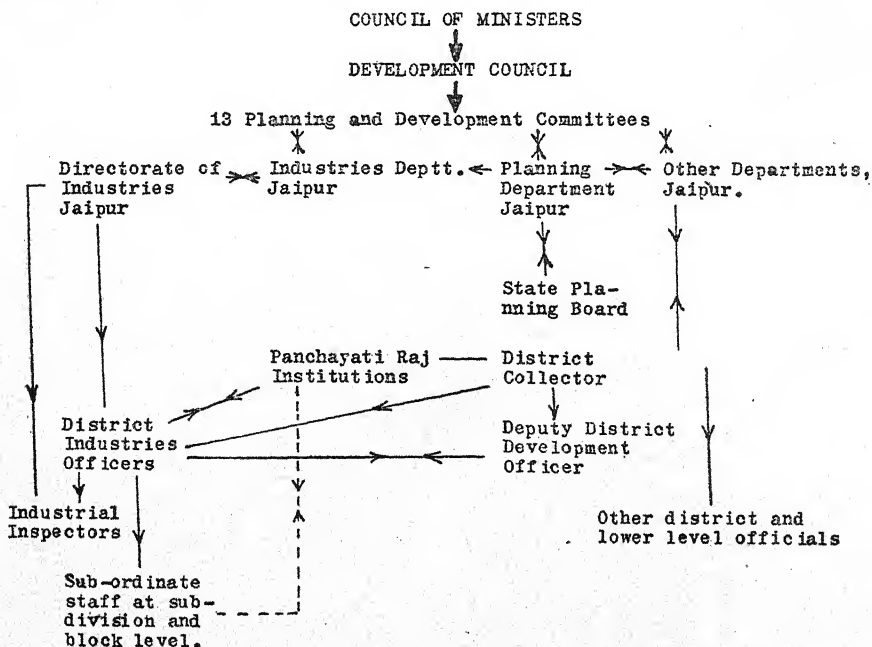 COUNCIL OF MINISTERS
DEVELOPMENT COUNCIL
13 Planning and Development Committees
Directorate of
Industries
Jaipur
Industries Deptt.
Jaipur
Planning
Department
Jaipur
Other Departments,
Jaipur.
State Pla-
nning Board
Panchayati Raj
Institutions
District
Collector
District
Industries
Officers
Deputy District
Development
Officer
Industrial
Inspectors
Other district and
lower level officials
Sub-ordinate
staff at sub-
division and
block level.